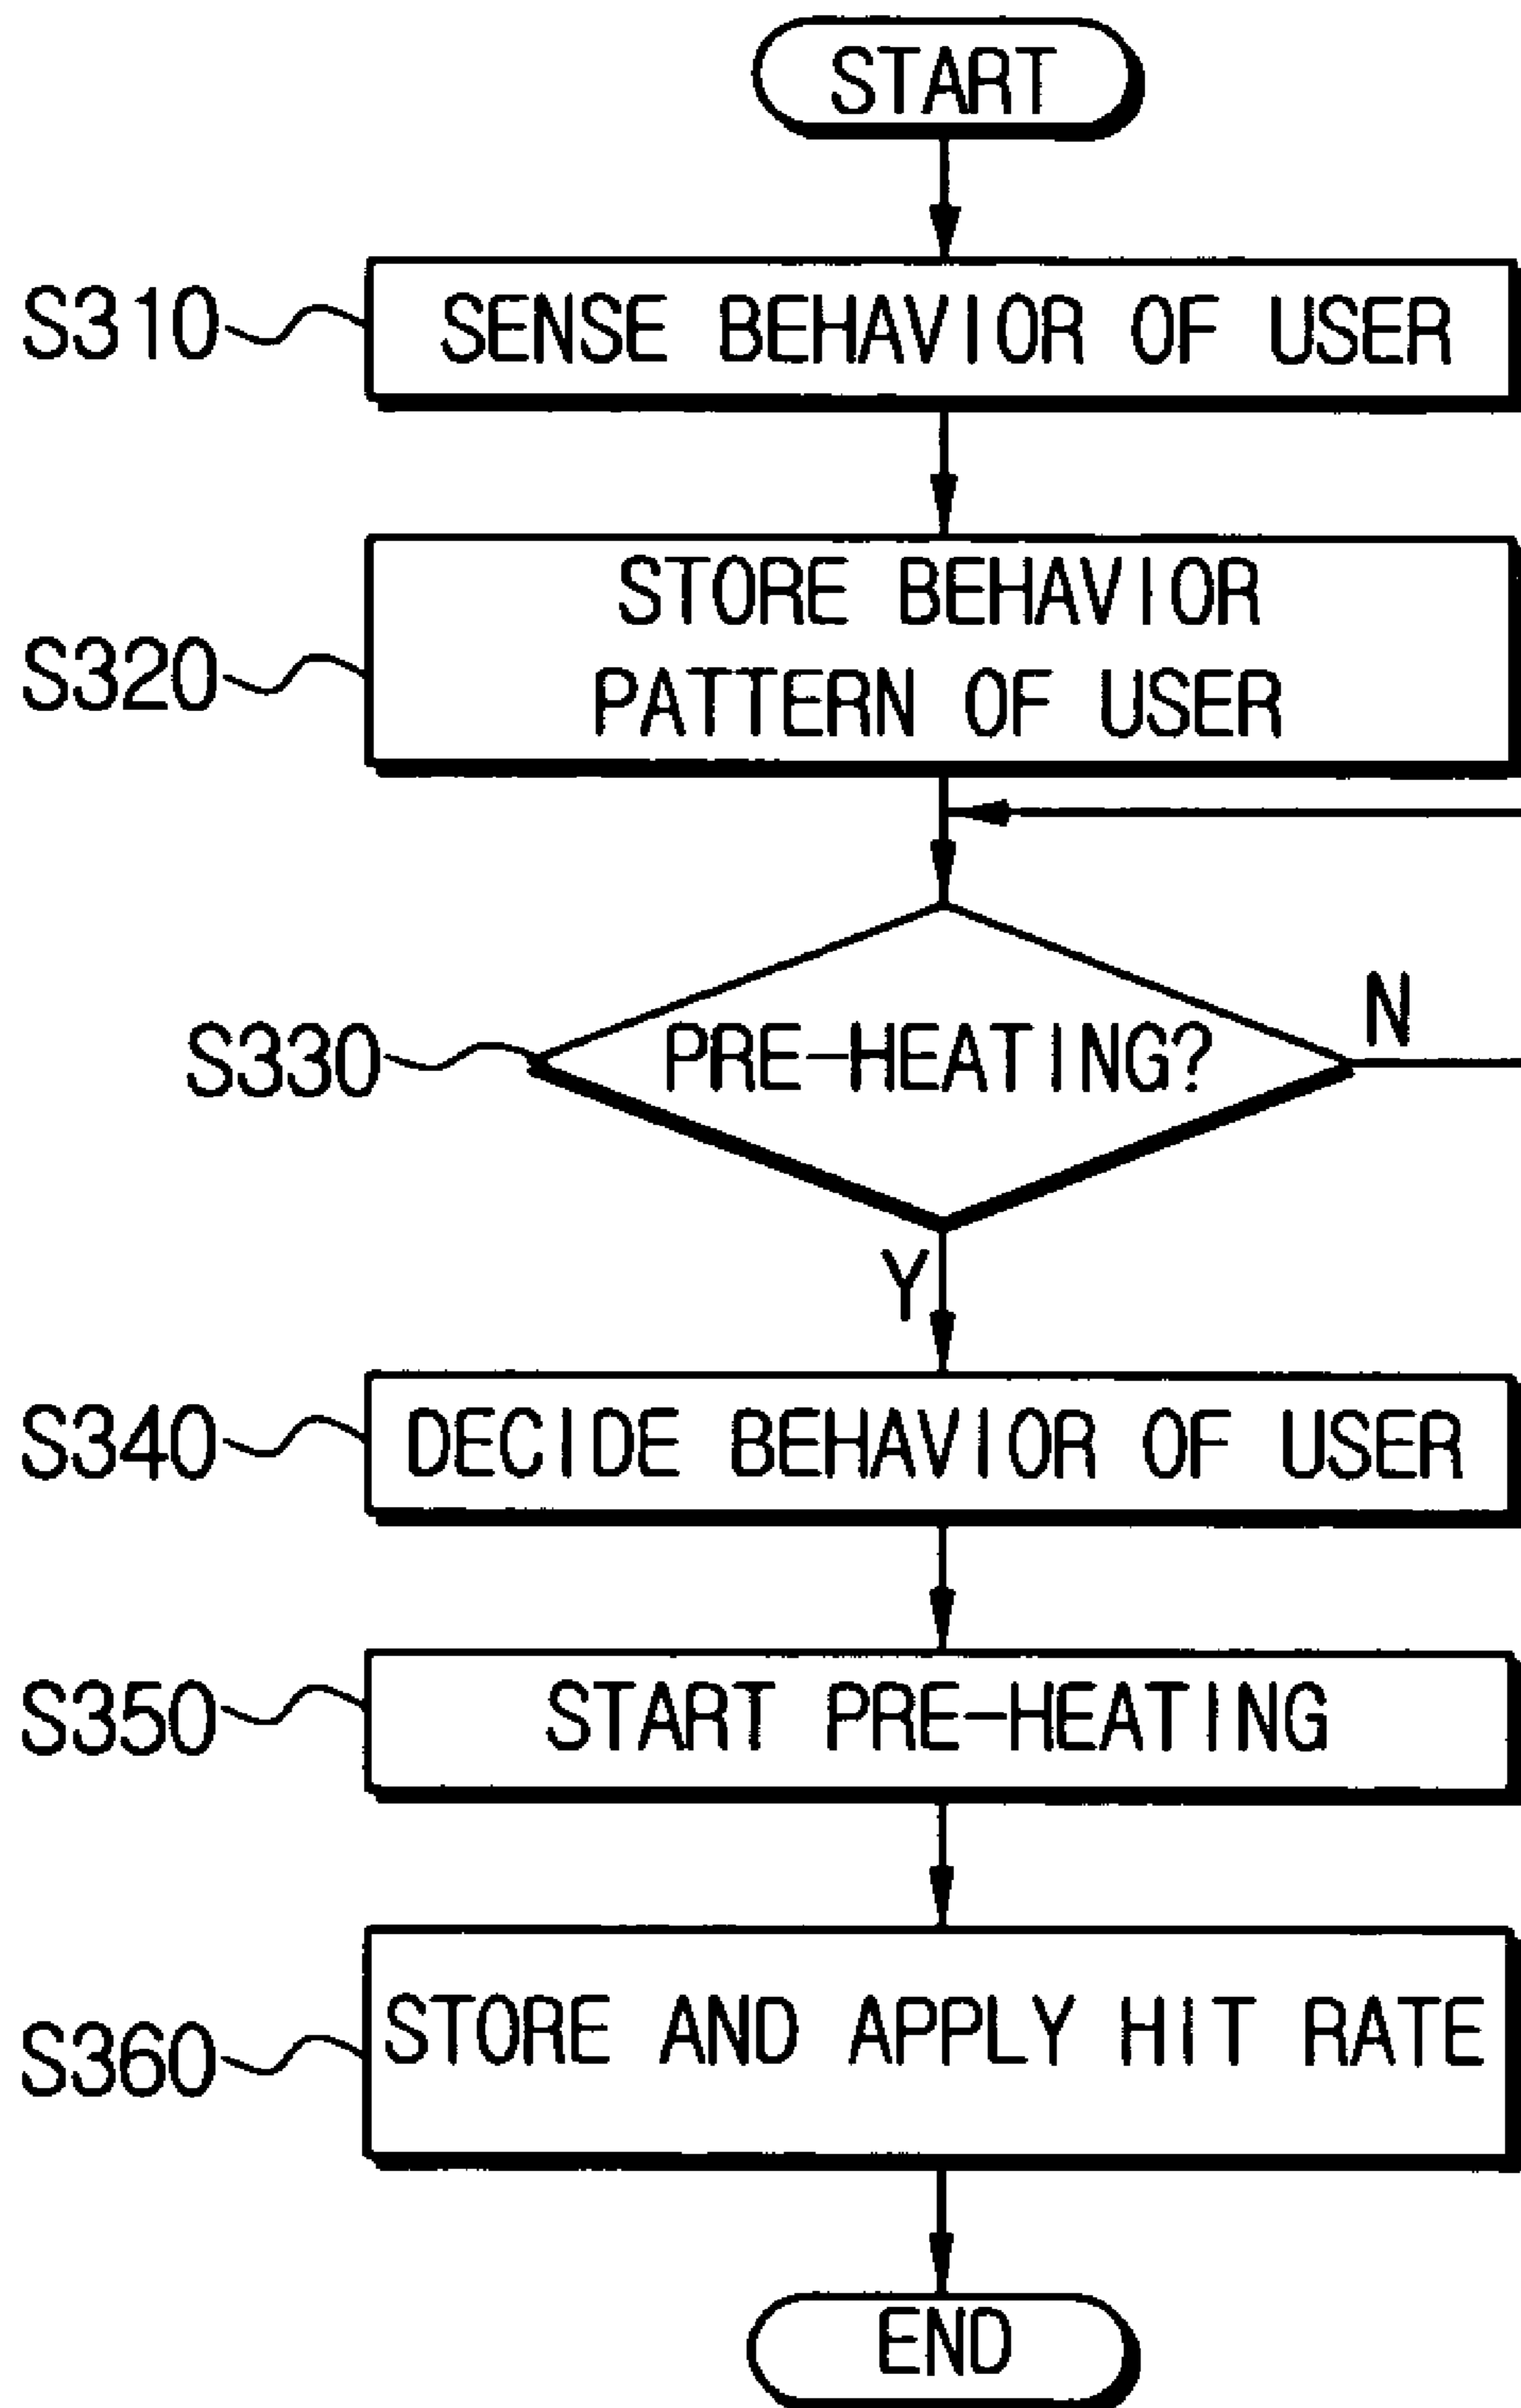 START
S310
SENSE BEHAVIOR OF USER
S320
STORE BEHAVIOR
PATTERN OF USER
S330
PRE-HEATING?
N
Y
S340
DECIDE BEHAVIOR OF USER
S350
START PRE-HEATING
S360
STORE AND APPLY HIT RATE
END